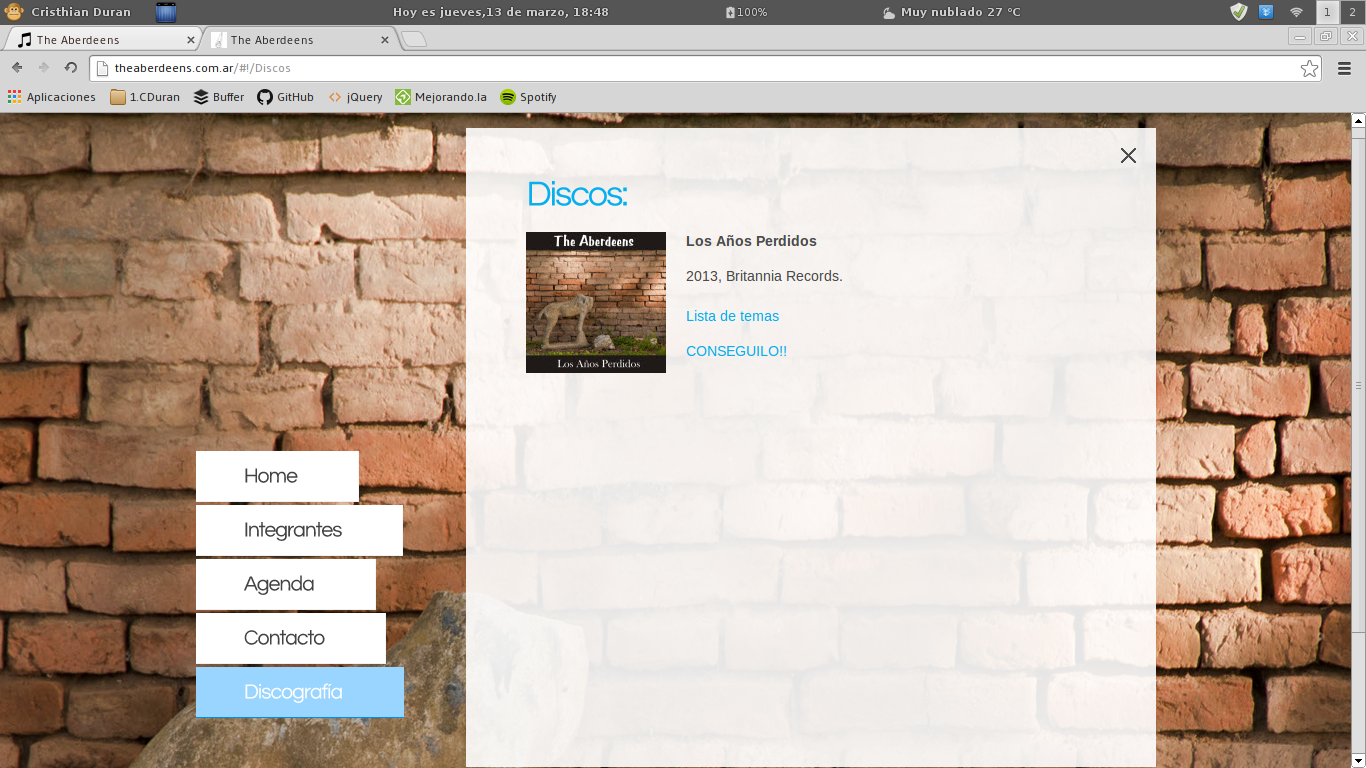 Cristhian Duran
Hoy es jueves,13 de marzo, 18:48
100%
Muy nublado 27 °C
1
2
The Aberdeens
The Aberdeens
theaberdeens.com.ar/#!/Discos
Aplicaciones
1.CDuran
Buffer
GitHub
jQuery
Mejorando.la
Spotify
Discos:
The Aberdeens
Los Años Perdidos
Los Años Perdidos
2013, Britannia Records.
Lista de temas
CONSEGUILO!!
Home
Integrantes
Agenda
Contacto
Discografía